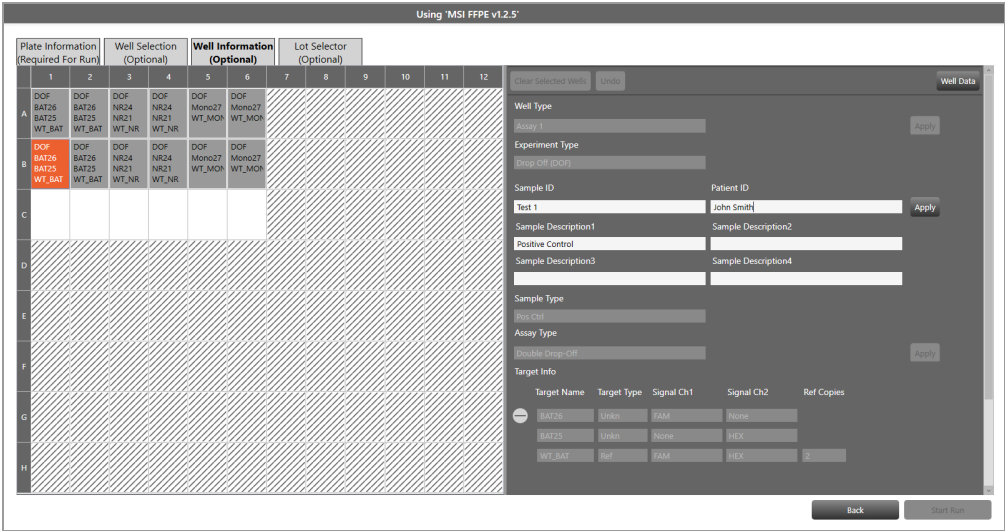 Using 'MSI FFPE v1.2.5'
Plate Information
(Required For Run)
Well Selection
(Optional)
Well Information
(Optional)
Lot Selector
(Optional)
1 2 3 4 5 6 7 8 9 10 11 12
A
DOF
BAT26
BAT25
WT_BAT
DOF
BAT26
BAT25
WT_BAT
DOF
NR24
NR21
WT_NR
DOF
NR24
NR21
WT_NR
DOF
Mono27
WT_MON
DOF
Mono27
WT_MON
B
DOF
BAT26
BAT25
WT_BAT
DOF
BAT26
BAT25
WT_BAT
DOF
NR24
NR21
WT_NR
DOF
NR24
NR21
WT_NR
DOF
Mono27
WT_MON
DOF
Mono27
WT_MON
C
D
E
F
G
H
Clear Selected Wells Undo Well Data
Well Type
Assay 1 Apply
Experiment Type
Drop Off (DOF)
Sample ID Patient ID
Test 1 John Smith Apply
Sample Description1 Sample Description2
Positive Control
Sample Description3 Sample Description4
Sample Type
Pos Ctrl
Assay Type
Double Drop-Off Apply
Target Info
Target Name Target Type Signal Ch1 Signal Ch2 Ref Copies
BAT26 Unkn FAM None
BAT25 Unkn None HEX
WT_BAT Ref FAM HEX 2
Back Start Run